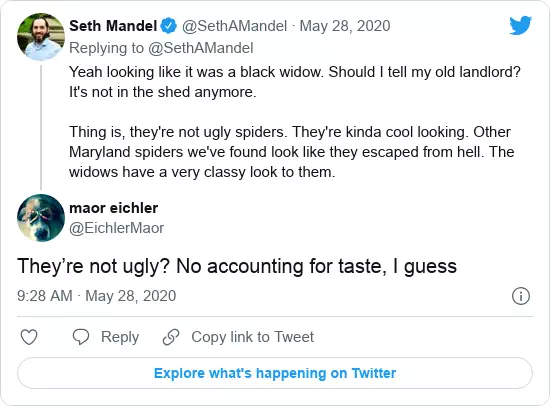 Seth Mandel @SethAMandel · May 28, 2020
Replying to @SethAMandel
Yeah looking like it was a black widow. Should I tell my old landlord?
It's not in the shed anymore.
Thing is, they're not ugly spiders. They're kinda cool looking. Other
Maryland spiders we've found look like they escaped from hell. The
widows have a very classy look to them.
maor eichler
@EichlerMaor
They’re not ugly? No accounting for taste, I guess
9:28 AM · May 28, 2020
Reply
Copy link to Tweet
Explore what's happening on Twitter